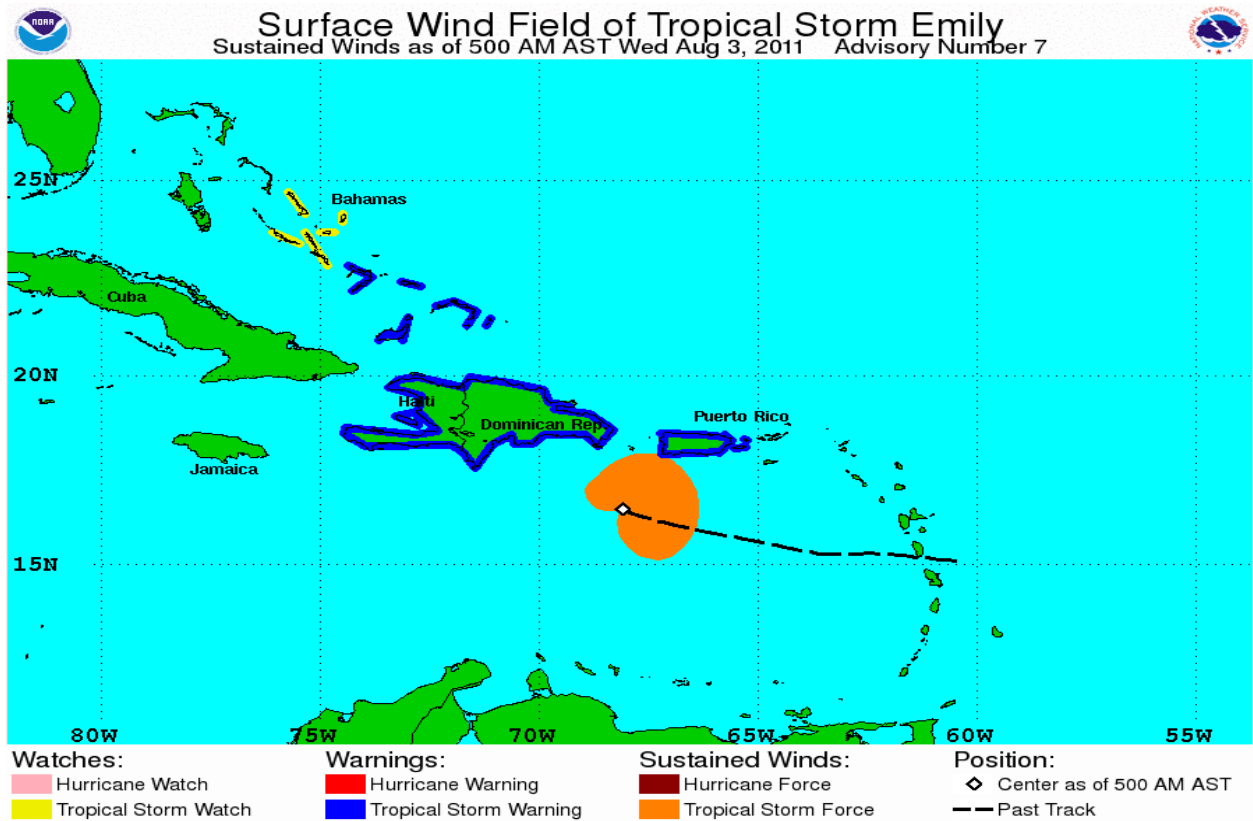 NOAA
NATIONAL WEATHER SERVICE
Surface Wind Field of Tropical Storm Emily
Sustained Winds as of 500 AM AST Wed Aug 3, 2011 Advisory Number 7
25N
Bahamas
Cuba
20N
Haiti
Dominican Rep
Puerto Rico
Jamaica
15N
80W 75W 70W 65W 60W 55W
Watches: Warnings: Sustained Winds: Position:
Hurricane Watch Hurricane Warning Hurricane Force Center as of 500 AM AST
Tropical Storm Watch Tropical Storm Warning Tropical Storm Force Past Track